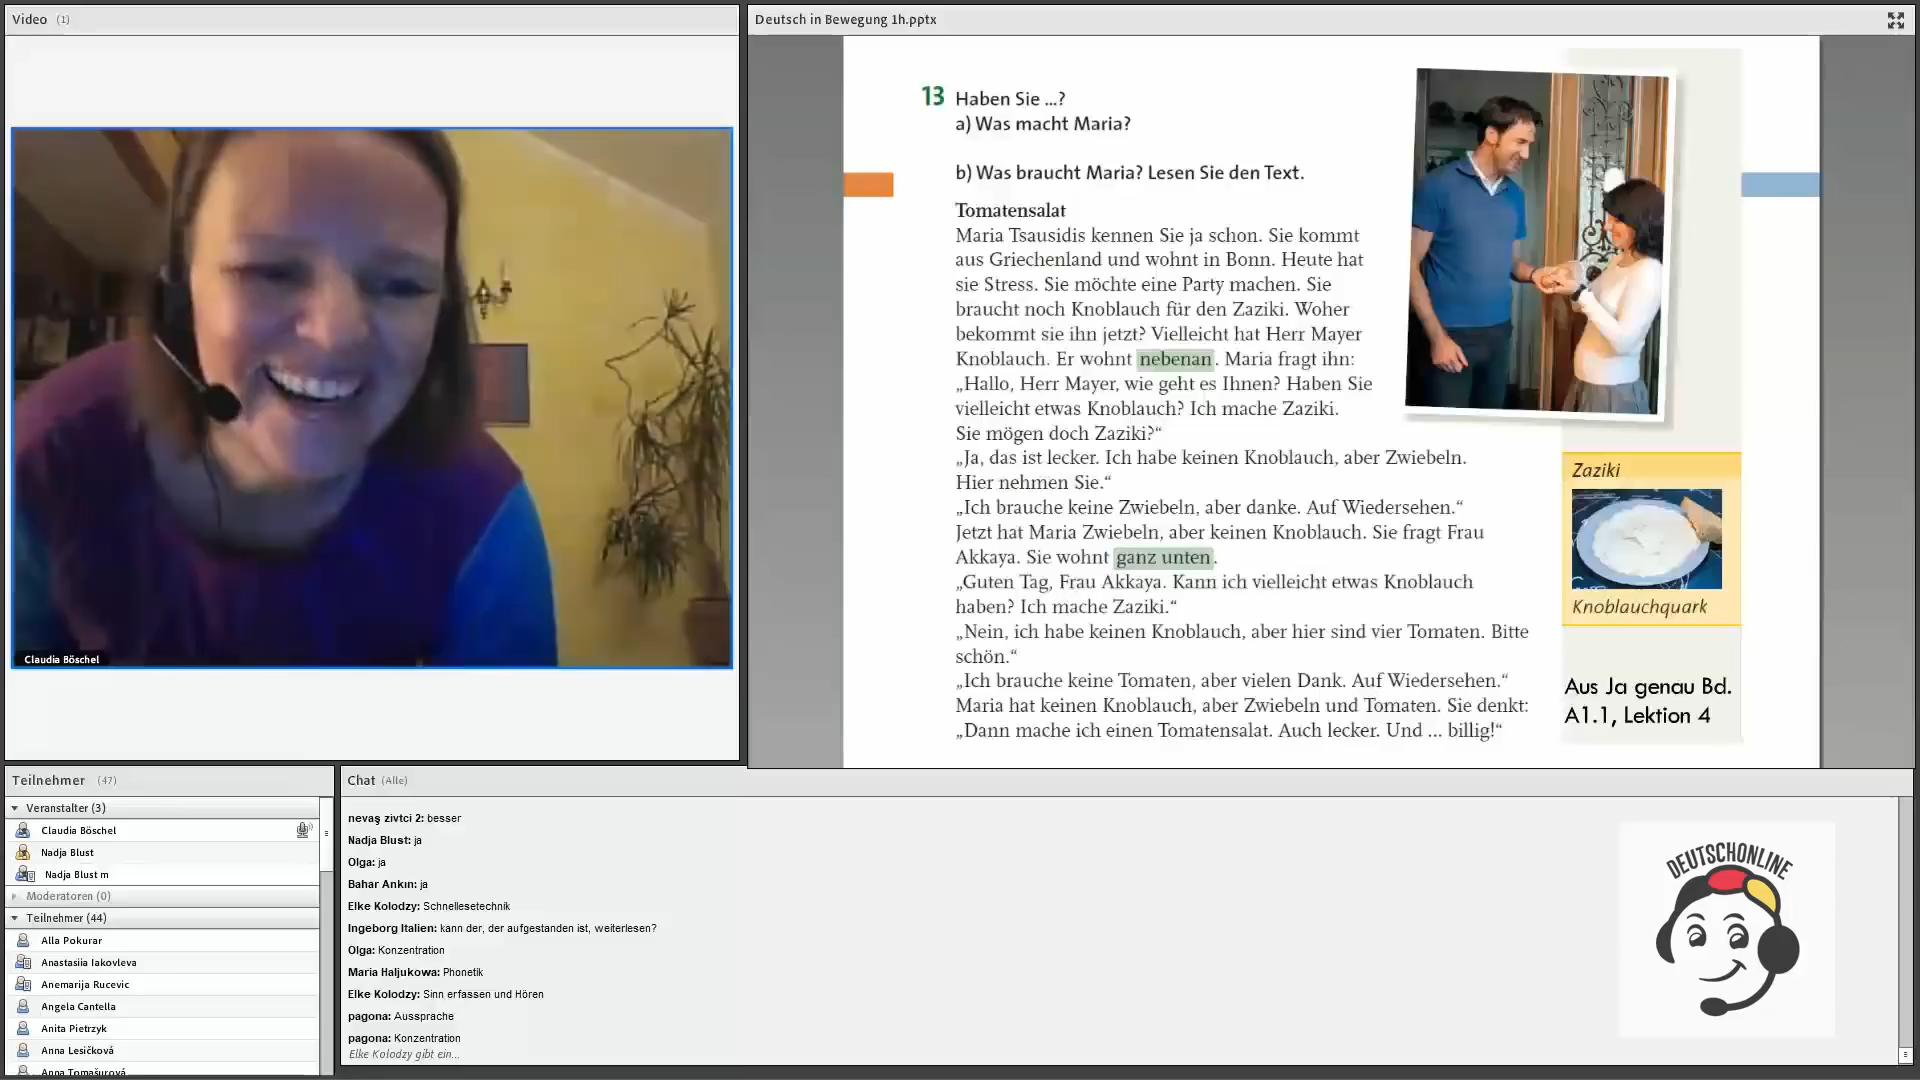 Video (1)
Claudia Böschel
Deutsch in Bewegung 1h.pptx
13 Haben Sie ...?
a) Was macht Maria?
b) Was braucht Maria? Lesen Sie den Text.
Tomatensalat
Maria Tsausidis kennen Sie ja schon. Sie kommt
aus Griechenland und wohnt in Bonn. Heute hat
sie Stress. Sie möchte eine Party machen. Sie
braucht noch Knoblauch für den Zaziki. Woher
bekommt sie ihn jetzt? Vielleicht hat Herr Mayer
Knoblauch. Er wohnt nebenan. Maria fragt ihn:
„Hallo, Herr Mayer, wie geht es Ihnen? Haben Sie
vielleicht etwas Knoblauch? Ich mache Zaziki.
Sie mögen doch Zaziki?“
„Ja, das ist lecker. Ich habe keinen Knoblauch, aber Zwiebeln.
Hier nehmen Sie.“
„Ich brauche keine Zwiebeln, aber danke. Auf Wiedersehen.“
Jetzt hat Maria Zwiebeln, aber keinen Knoblauch. Sie fragt Frau
Akkaya. Sie wohnt ganz unten.
„Guten Tag, Frau Akkaya. Kann ich vielleicht etwas Knoblauch
haben? Ich mache Zaziki.“
„Nein, ich habe keinen Knoblauch, aber hier sind vier Tomaten. Bitte
schön.“
„Ich brauche keine Tomaten, aber vielen Dank. Auf Wiedersehen.“
Maria hat keinen Knoblauch, aber Zwiebeln und Tomaten. Sie denkt:
„Dann mache ich einen Tomatensalat. Auch lecker. Und ... billig!“
Zaziki
Knoblauchquark
Aus Ja genau Bd.
A1.1, Lektion 4
Teilnehmer (47)
Veranstalter (3)
Claudia Böschel
Nadja Blust
Nadja Blust m
Moderatoren (0)
Teilnehmer (44)
Alla Pokurar
Anastasiia Iakovleva
Anemarija Rucevic
Angela Cantella
Anita Pietrzyk
Anna Lesičková
Anna Tomašurová
Chat (Alle)
nevaş zivtci 2: besser
Nadja Blust: ja
Olga: ja
Bahar Ankın: ja
Elke Kolodzy: Schnellesetechnik
Ingeborg Italien: kann der, der aufgestanden ist, weiterlesen?
Olga: Konzentration
Maria Haljukowa: Phonetik
Elke Kolodzy: Sinn erfassen und Hören
pagona: Aussprache
pagona: Konzentration
Elke Kolodzy gibt ein...
DEUTSCHONLINE